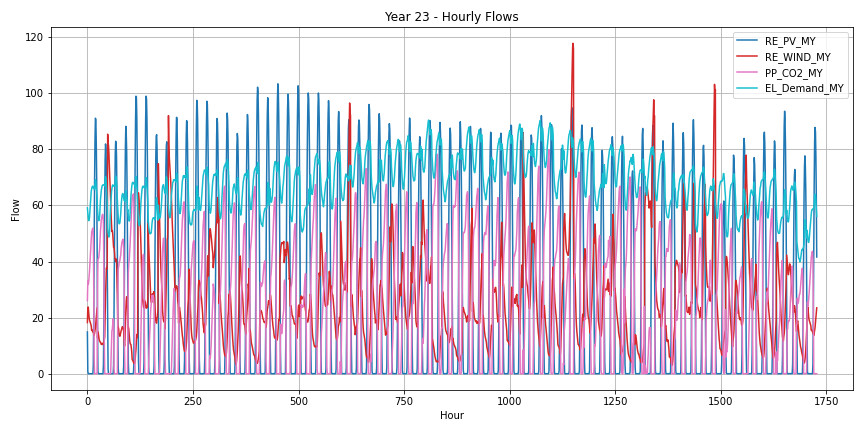 Year 23 - Hourly Flows
RE_PV_MY
RE_WIND_MY
PP_CO2_MY
EL_Demand_MY
Flow
120
100
80
60
40
20
0
0
250
500
750
1000
1250
1500
1750
Hour